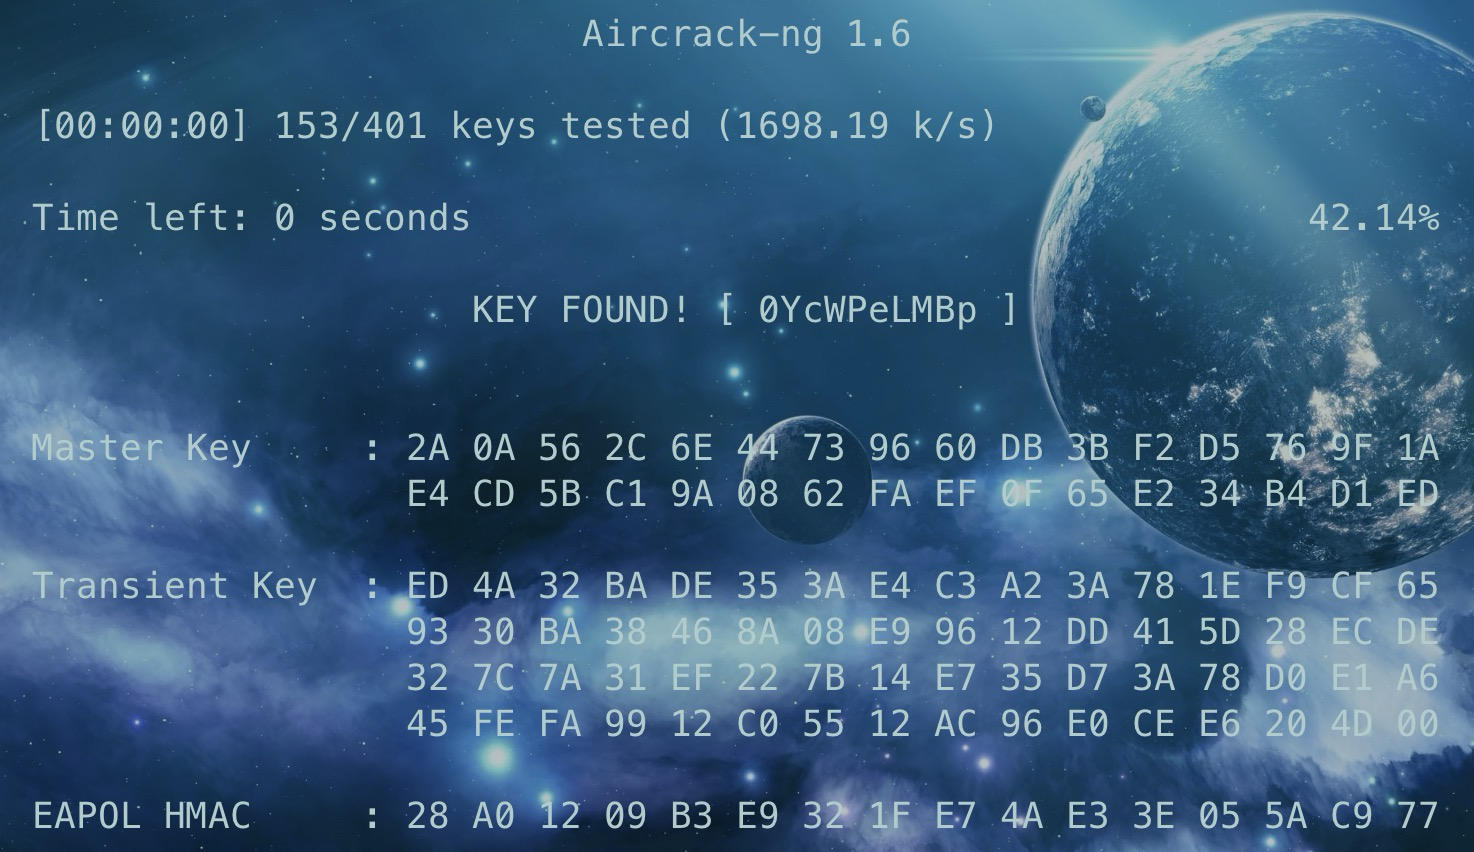 Aircrack-ng 1.6
[00:00:00] 153/401 keys tested (1698.19 k/s)
Time left: 0 seconds 42.14%
KEY FOUND! [ 0YcWPeLMBp ]
Master Key : 2A 0A 56 2C 6E 44 73 96 60 DB 3B F2 D5 76 9F 1A
E4 CD 5B C1 9A 08 62 FA EF 0F 65 E2 34 B4 D1 ED
Transient Key : ED 4A 32 BA DE 35 3A E4 C3 A2 3A 78 1E F9 CF 65
93 30 BA 38 46 8A 08 E9 96 12 DD 41 5D 28 EC DE
32 7C 7A 31 EF 22 7B 14 E7 35 D7 3A 78 D0 E1 A6
45 FE FA 99 12 C0 55 12 AC 96 E0 CE E6 20 4D 00
EAPOL HMAC : 28 A0 12 09 B3 E9 32 1F E7 4A E3 3E 05 5A C9 77